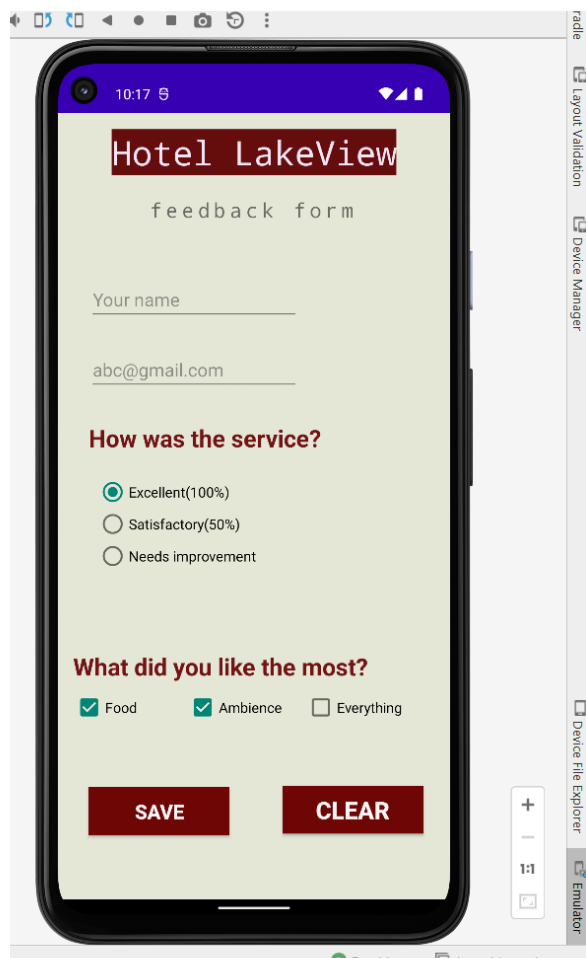 10:17
Hotel LakeView
feedback form
Your name
abc@gmail.com
How was the service?
Excellent(100%)
Satisfactory(50%)
Needs improvement
What did you like the most?
Food Ambience Everything
SAVE CLEAR
radle
Layout Validation
Device Manager
Device File Explorer
Emulator
1:1